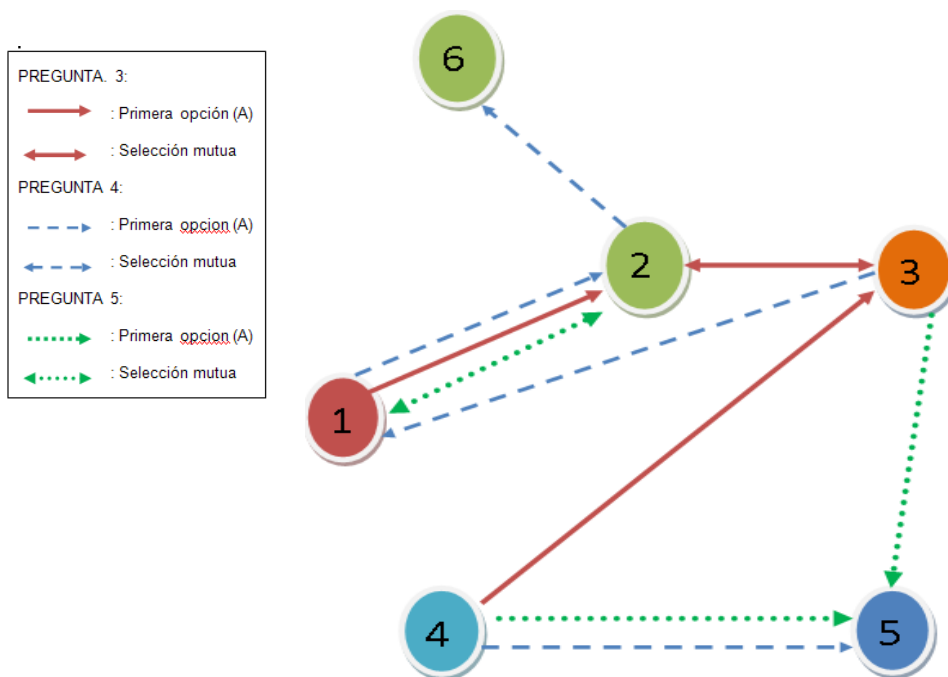 .
PREGUNTA. 3:
: Primera opción (A)
: Selección mutua
PREGUNTA 4:
: Primera opcion (A)
: Selección mutua
PREGUNTA 5:
: Primera opcion (A)
: Selección mutua
6
2
3
1
4
5